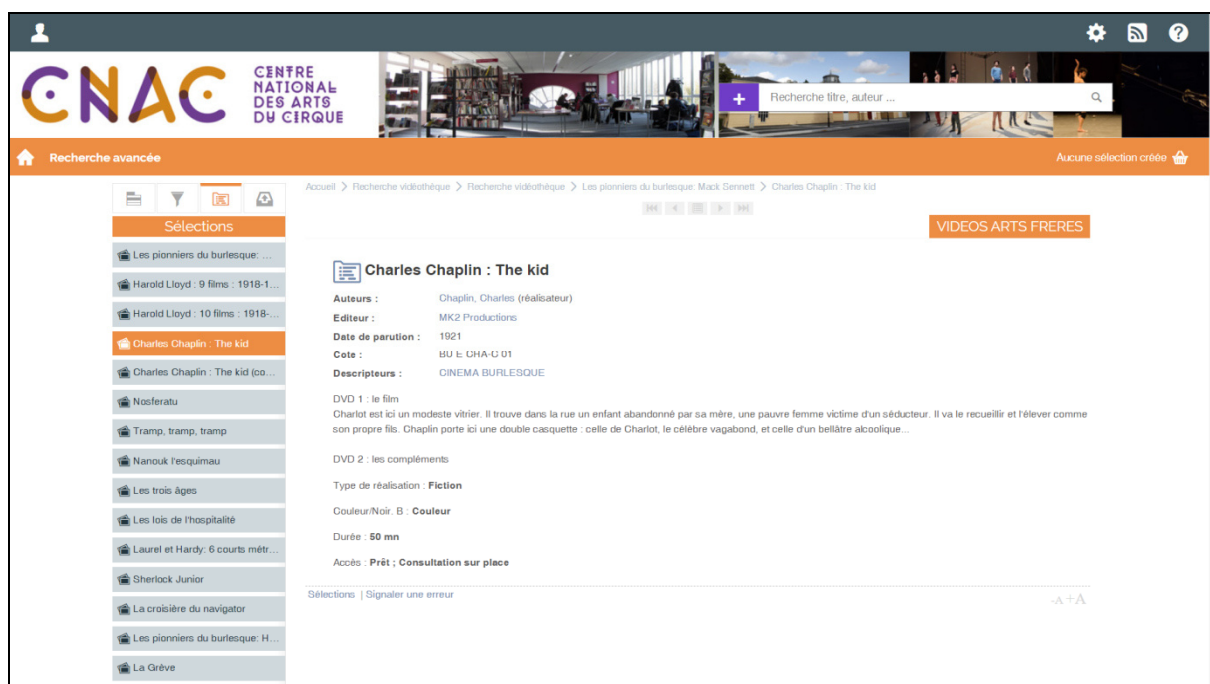 CNAC
CENTRE
NATIONAL
DES ARTS
DU CIRQUE
+ Recherche titre, auteur ...
Recherche avancée
Aucune sélection créée
Accueil > Recherche vidéothèque > Recherche vidéothèque > Les pionniers du burlesque: Mack Sennett > Charles Chaplin : The kid
Sélections
VIDEOS ARTS FRERES
Les pionniers du burlesque: ...
Harold Lloyd : 9 films : 1918-1...
Harold Lloyd : 10 films : 1918-...
Charles Chaplin : The kid
Charles Chaplin : The kid (co...
Nosferatu
Tramp, tramp, tramp
Nanouk l'esquimau
Les trois âges
Les lois de l'hospitalité
Laurel et Hardy: 6 courts métr...
Sherlock Junior
La croisière du navigator
Les pionniers du burlesque: H...
La Grève
Charles Chaplin : The kid
Auteurs : Chaplin, Charles (réalisateur)
Editeur : MK2 Productions
Date de parution : 1921
Cote : BU E CHA-C 01
Descripteurs : CINEMA BURLESQUE
DVD 1 : le film
Charlot est ici un modeste vitrier. Il trouve dans la rue un enfant abandonné par sa mère, une pauvre femme victime d'un séducteur. Il va le recueillir et l'élever comme
son propre fils. Chaplin porte ici une double casquette : celle de Charlot, le célèbre vagabond, et celle d'un bellâtre alcoolique...
DVD 2 : les compléments
Type de réalisation : Fiction
Couleur/Noir. B : Couleur
Durée : 50 mn
Accès : Prêt ; Consultation sur place
Sélections | Signaler une erreur
-A +A